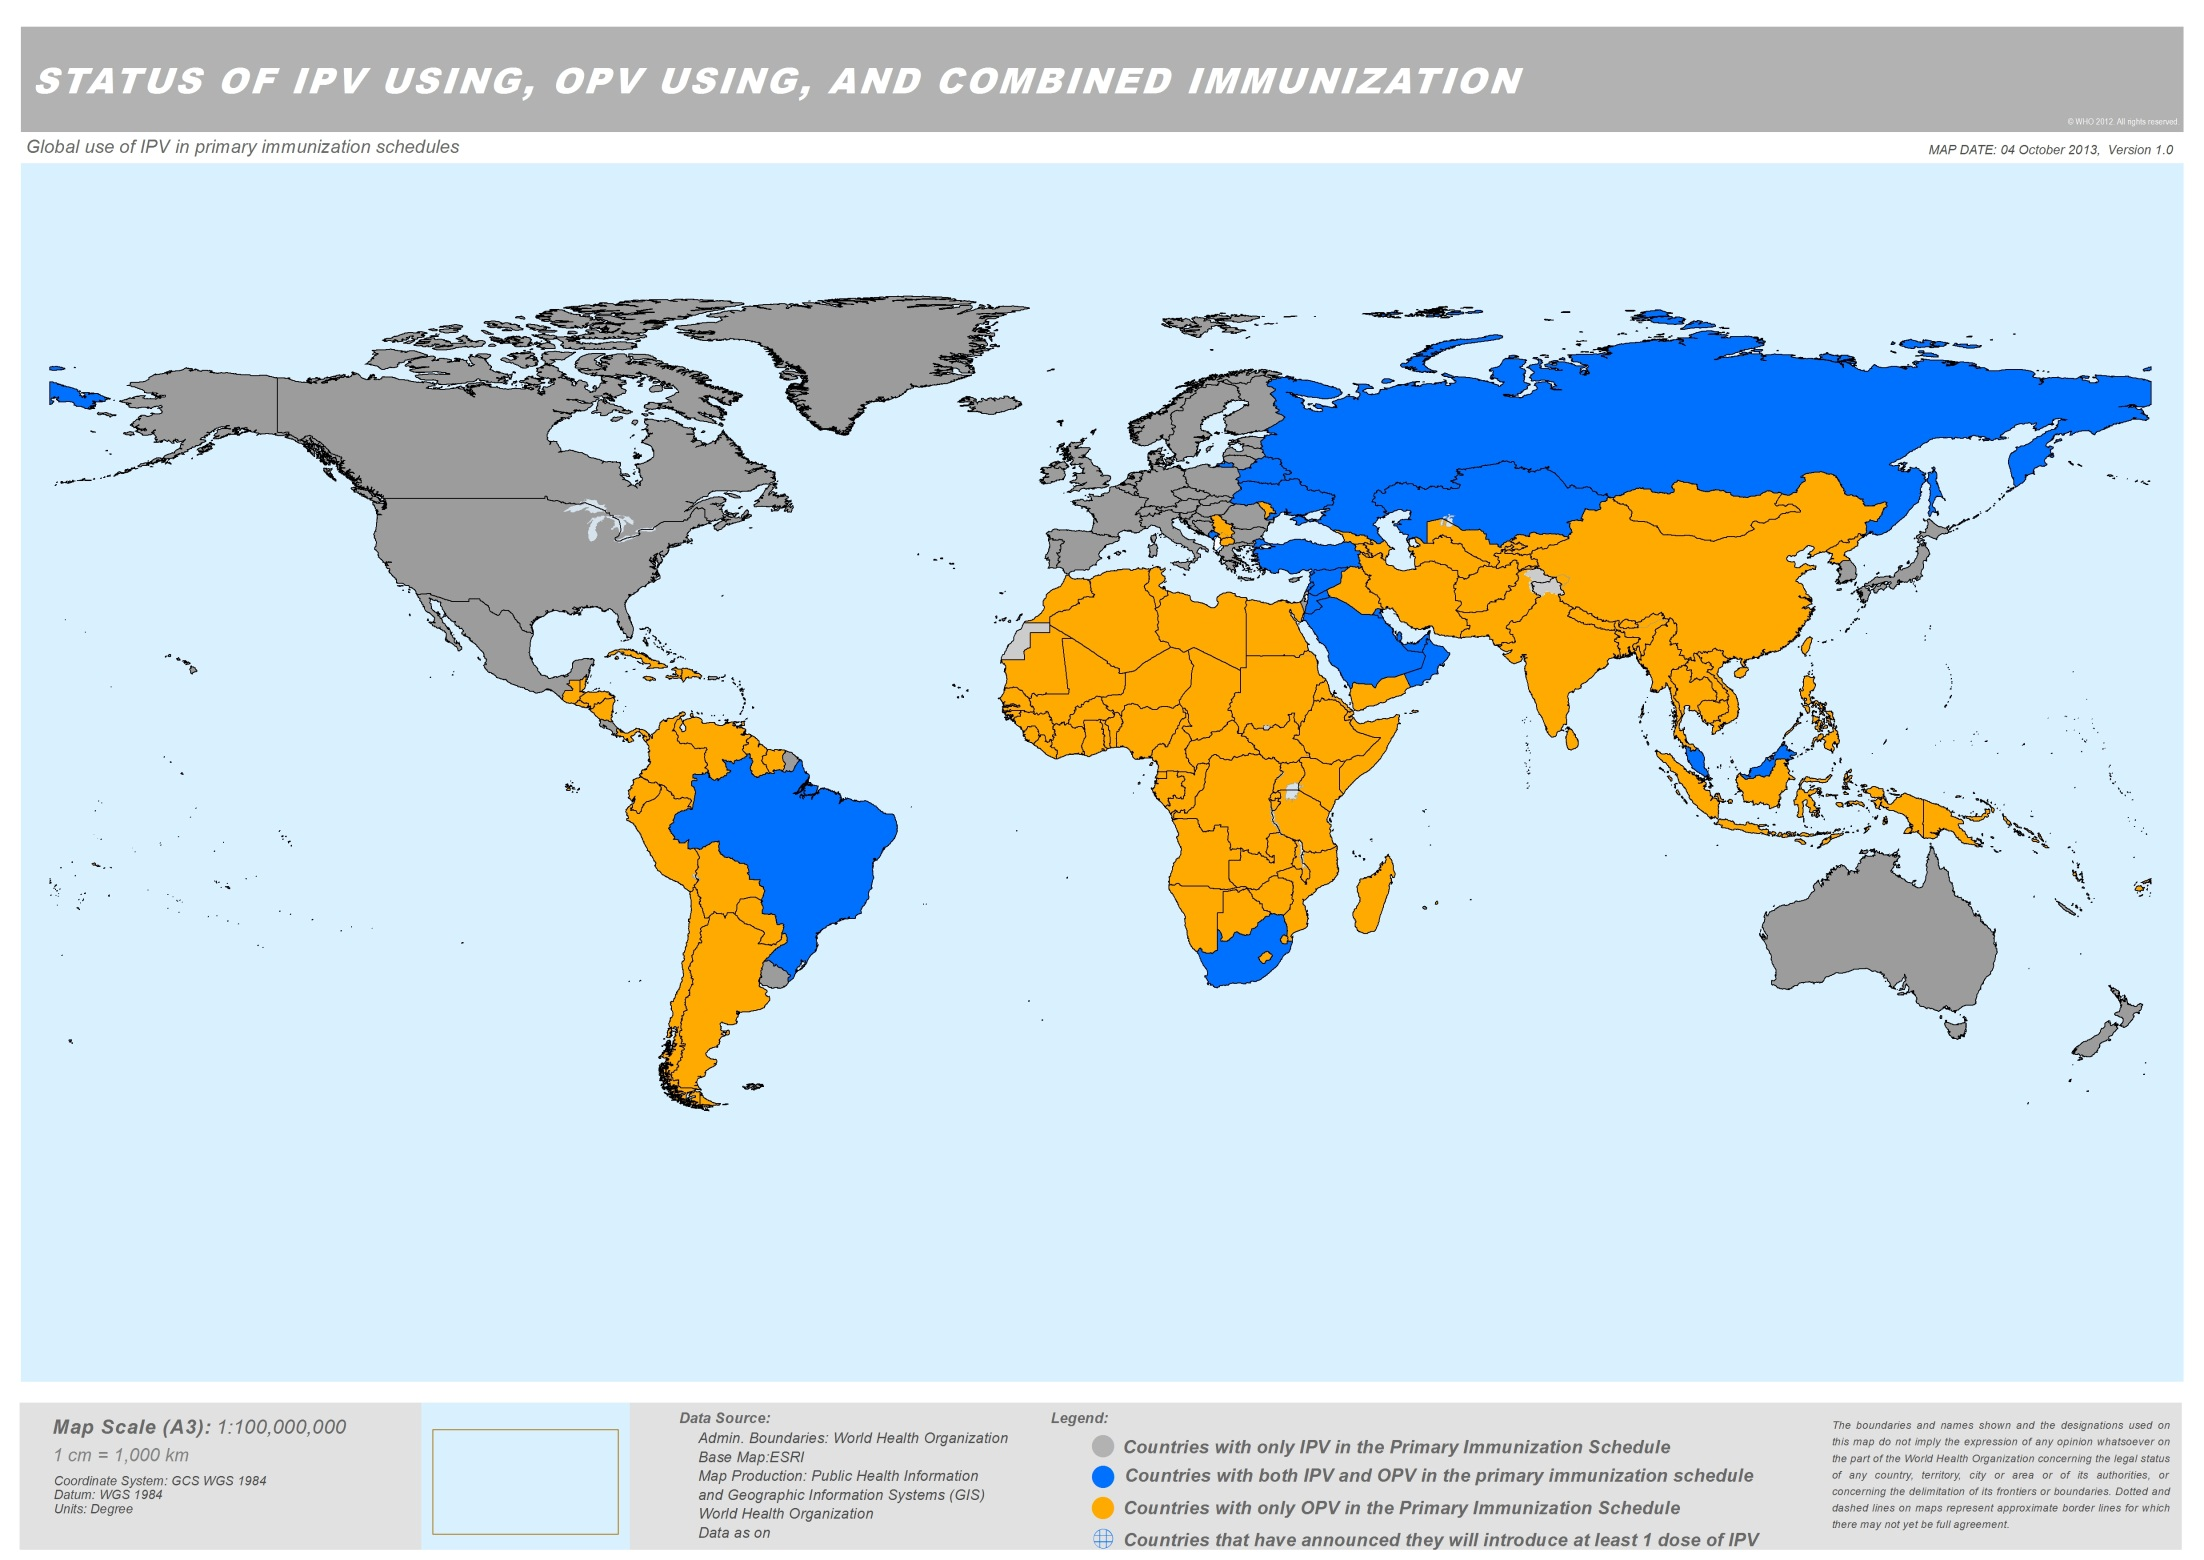 STATUS OF IPV USING, OPV USING, AND COMBINED IMMUNIZATION
© WHO 2012. All rights reserved.
Global use of IPV in primary immunization schedules
MAP DATE: 04 October 2013, Version 1.0
Map Scale (A3): 1:100,000,000
1 cm = 1,000 km
Coordinate System: GCS WGS 1984
Datum: WGS 1984
Units: Degree
Data Source:
Admin. Boundaries: World Health Organization
Base Map:ESRI
Map Production: Public Health Information
and Geographic Information Systems (GIS)
World Health Organization
Data as on
Legend:
Countries with only IPV in the Primary Immunization Schedule
Countries with both IPV and OPV in the primary immunization schedule
Countries with only OPV in the Primary Immunization Schedule
Countries that have announced they will introduce at least 1 dose of IPV
The boundaries and names shown and the designations used on
this map do not imply the expression of any opinion whatsoever on
the part of the World Health Organization concerning the legal status
of any country, territory, city or area or of its authorities, or
concerning the delimitation of its frontiers or boundaries. Dotted and
dashed lines on maps represent approximate border lines for which
there may not yet be full agreement.